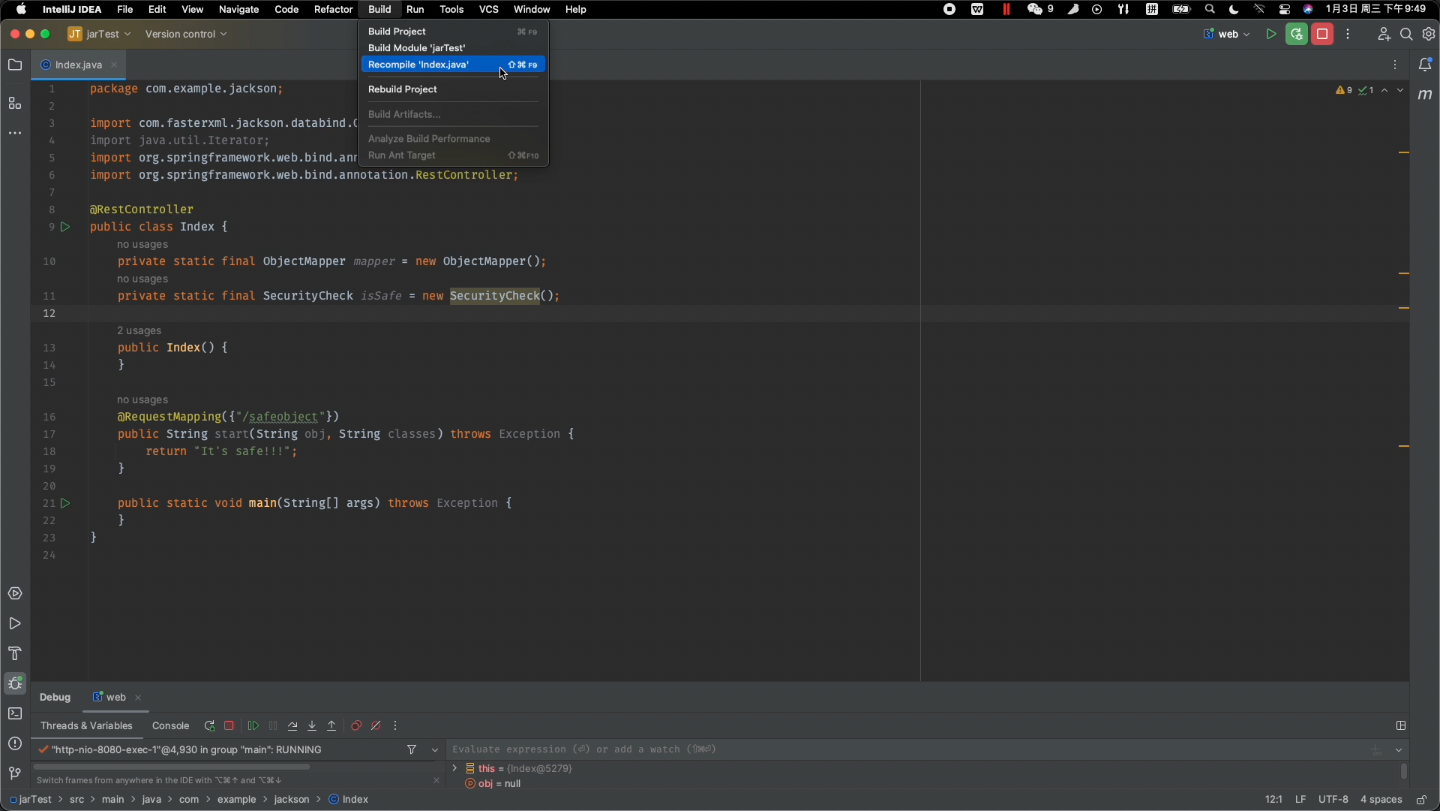 IntelliJ IDEA File Edit View Navigate Code Refactor Build Run Tools VCS Window Help 9 拼 1月3日 周三 下午9:49
JT jarTest Version control web
Build Project ⌘F9
Build Module 'jarTest'
Recompile 'Index.java' ⇧⌘F9
Rebuild Project
Build Artifacts...
Analyze Build Performance
Run Ant Target ⇧⌘F10
Index.java
9 1
1 package com.example.jackson;
2
3 import com.fasterxml.jackson.databind.
4 import java.util.Iterator;
5 import org.springframework.web.bind.ann
6 import org.springframework.web.bind.annotation.RestController;
7
8 @RestController
9 public class Index {
no usages
10 private static final ObjectMapper mapper = new ObjectMapper();
no usages
11 private static final SecurityCheck isSafe = new SecurityCheck();
12
2 usages
13 public Index() {
14 }
15
no usages
16 @RequestMapping({"/safeobject"})
17 public String start(String obj, String classes) throws Exception {
18 return "It's safe!!!";
19 }
20
21 public static void main(String[] args) throws Exception {
22 }
23 }
24
m
Debug web
Threads & Variables Console
"http-nio-8080-exec-1"@4,930 in group "main": RUNNING
Evaluate expression (⏎) or add a watch (⇧⌘⏎)
this = {Index@5279}
Switch frames from anywhere in the IDE with ⌥⌘↑ and ⌥⌘↓
obj = null
jarTest > src > main > java > com > example > jackson > Index 12:1 LF UTF-8 4 spaces